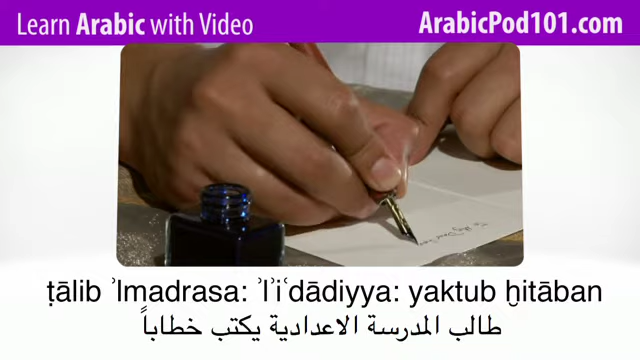 Learn Arabic with Video
ArabicPod101.com
ṭālib ʾlmadrasa: ʾlʾiʿdādiyya: yaktub ḫitāban
طالب المدرسة الاعدادية يكتب خطاباً